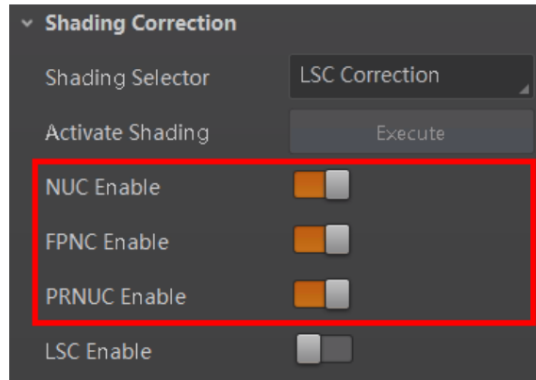 Shading Correction
Shading Selector LSC Correction
Activate Shading Execute
NUC Enable
FPNC Enable
PRNUC Enable
LSC Enable